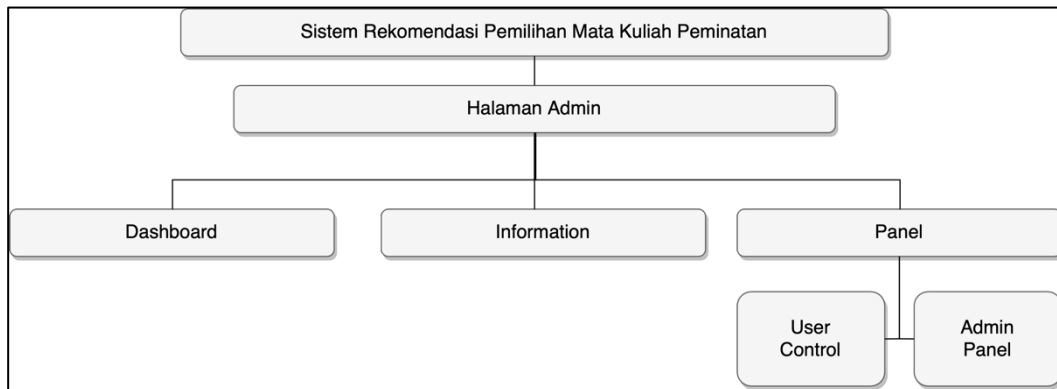 Sistem Rekomendasi Pemilihan Mata Kuliah Peminatan
Halaman Admin
Dashboard
Information
Panel
User
Control
Admin
Panel